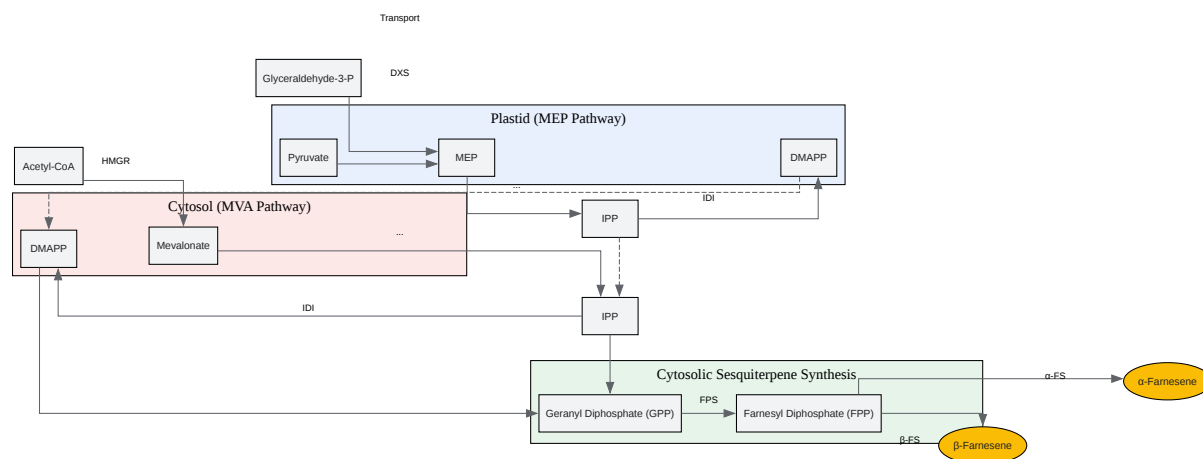 Transport
Glyceraldehyde-3-P
DXS
Plastid (MEP Pathway)
Pyruvate
MEP
DMAPP
Acetyl-CoA
HMGR
...
IDI
Cytosol (MVA Pathway)
IPP
DMAPP
Mevalonate
...
IDI
IPP
Cytosolic Sesquiterpene Synthesis
α-FS
α-Farnesene
Geranyl Diphosphate (GPP)
FPS
Farnesyl Diphosphate (FPP)
β-FS
β-Farnesene